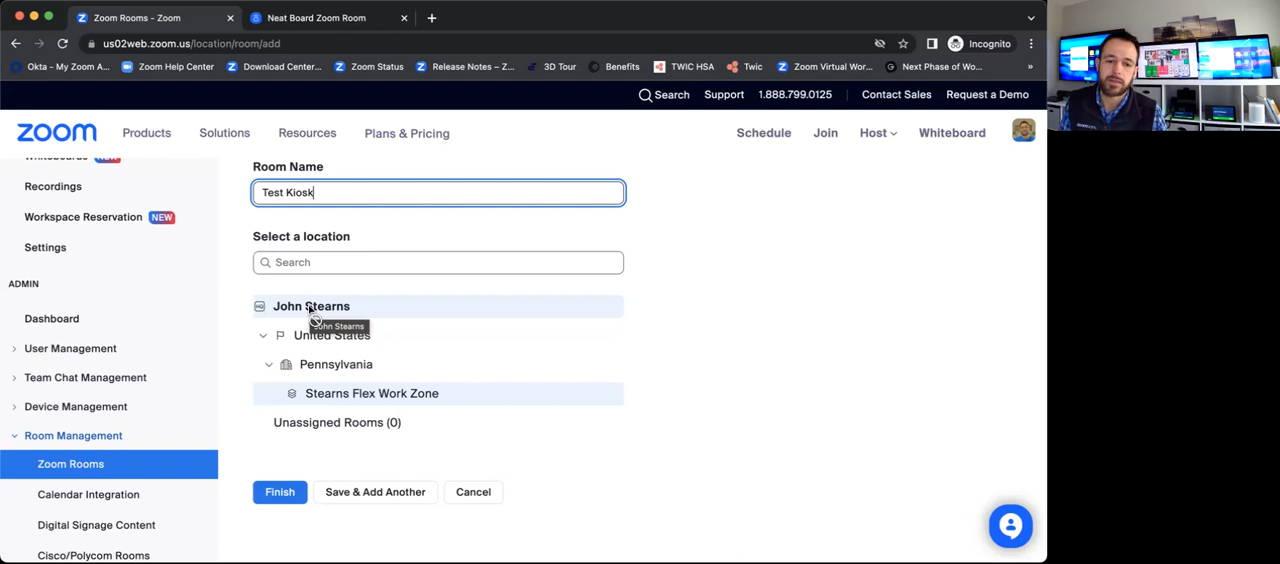 Zoom Rooms - Zoom
Neat Board Zoom Room
us02web.zoom.us/location/room/add
Incognito
Okta - My Zoom A...
Zoom Help Center
Download Center...
Zoom Status
– Z...
3D Tour
Benefits
TWIC HSA
Twic
Zoom Virtual Wor...
Next Phase of Wo...
»
Search
Support
1.888.799.0125
Contact Sales
Request a Demo
zoom
Products
Solutions
Resources
Plans & Pricing
Schedule
Join
Host
Whiteboard
Whiteboards NEW
Recordings
Workspace Reservation NEW
Settings
ADMIN
Dashboard
User Management
Team Chat Management
Device Management
Room Management
Zoom Rooms
Calendar Integration
Digital Signage Content
Cisco/Polycom Rooms
Room Name
Test Kiosk
Select a location
Search
John Stearns
John Stearns
United States
Pennsylvania
Stearns Flex Work Zone
Unassigned Rooms (0)
Finish
Save & Add Another
Cancel